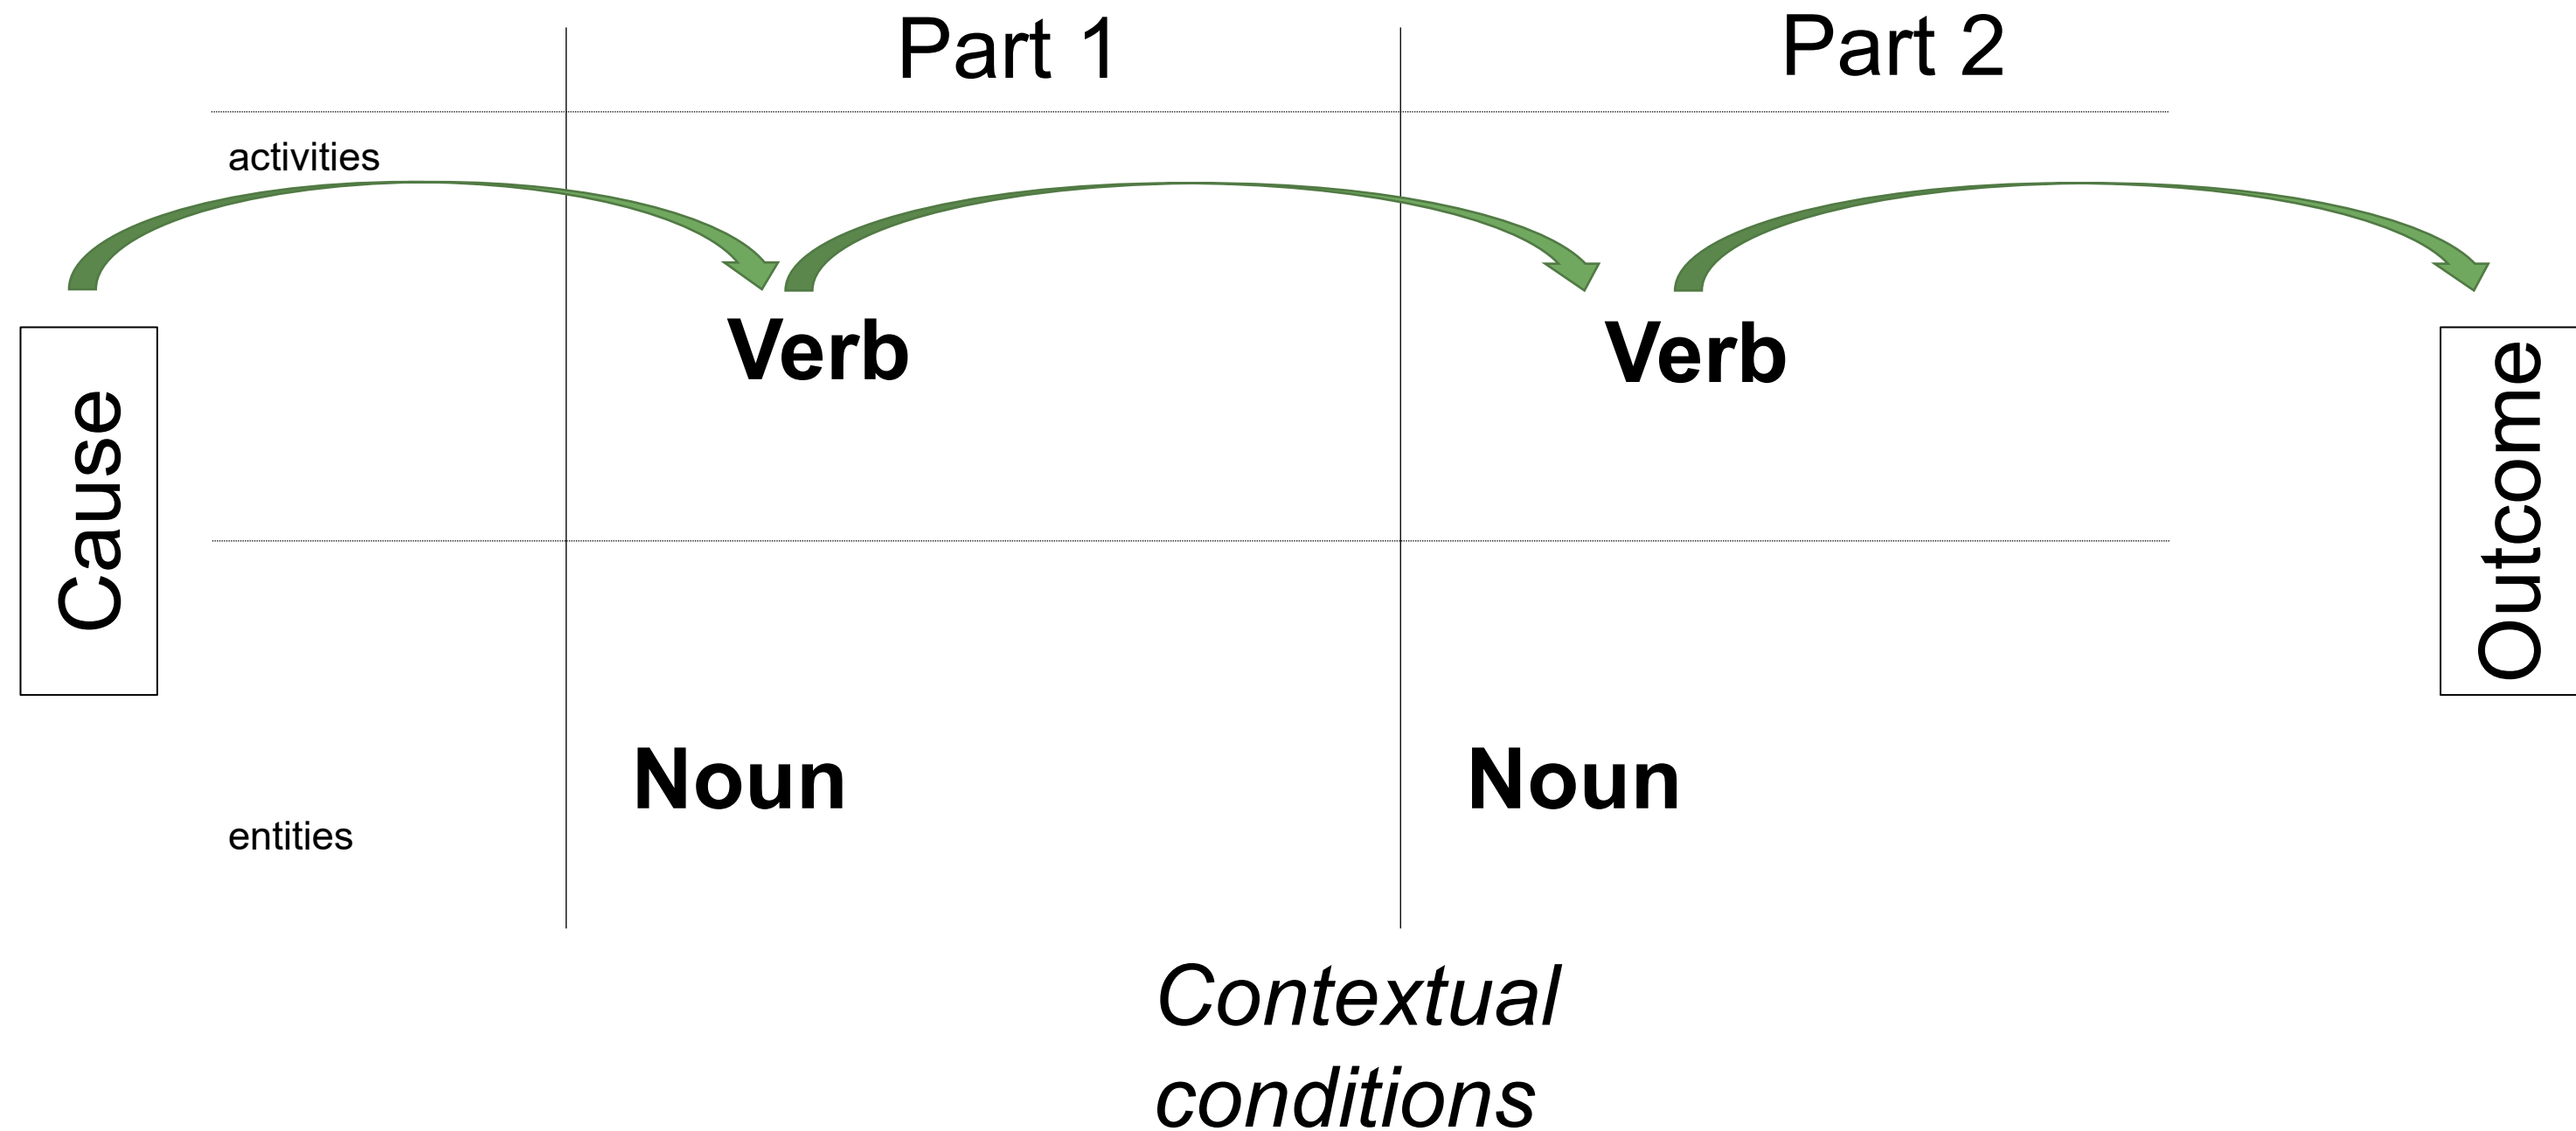 Part 1
Part 2
activities
Cause
Verb
Verb
Outcome
Noun
Noun
entities
Contextual
conditions